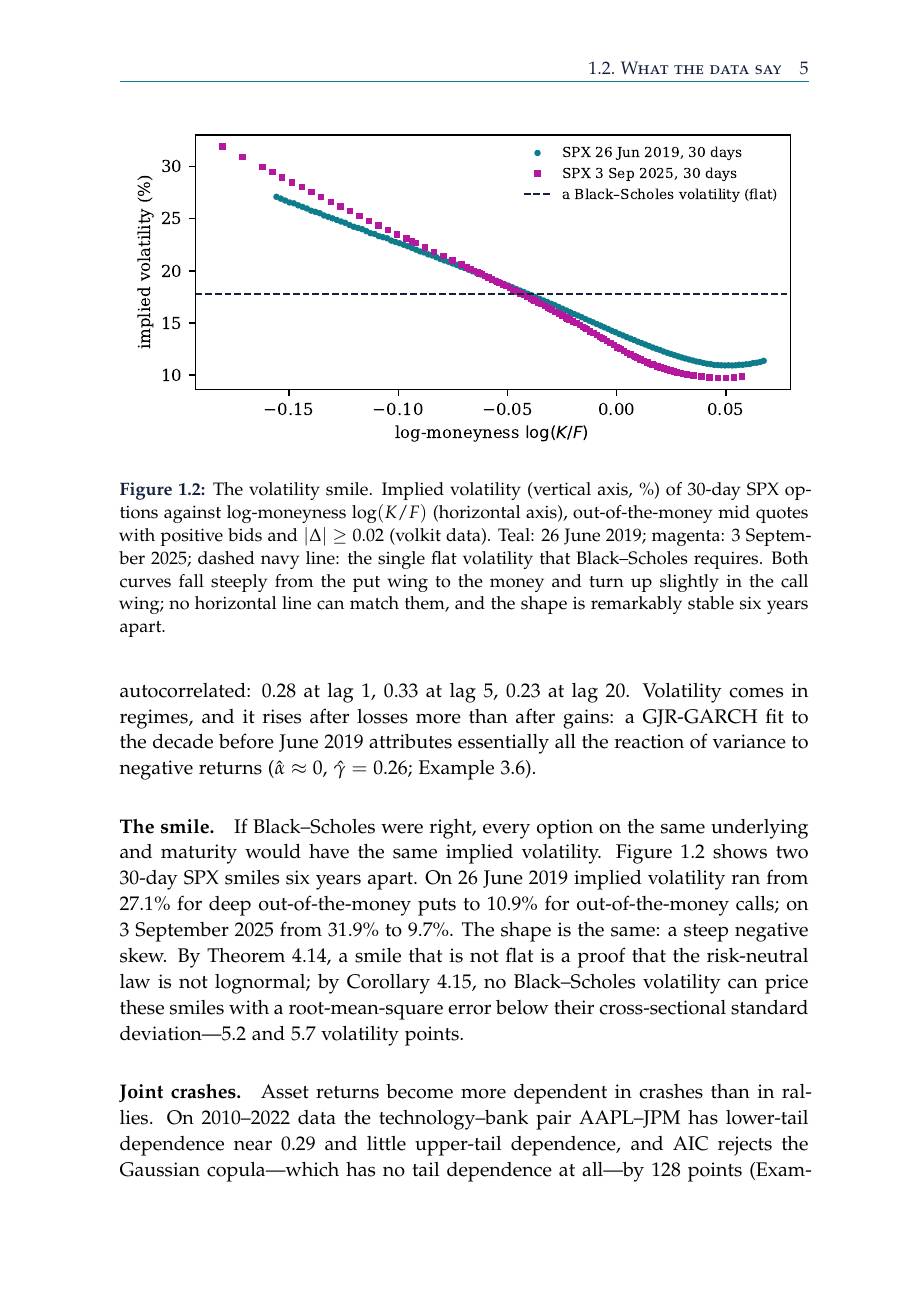 1.2. What the data say 5
30
25
20
15
10
implied volatility (%)
SPX 26 Jun 2019, 30 days
SPX 3 Sep 2025, 30 days
a Black–Scholes volatility (flat)
−0.15 −0.10 −0.05 0.00 0.05
log-moneyness log(K/F)
Figure 1.2: The volatility smile. Implied volatility (vertical axis, %) of 30-day SPX op-
tions against log-moneyness log(K/F) (horizontal axis), out-of-the-money mid quotes
with positive bids and |Δ| ≥ 0.02 (volkit data). Teal: 26 June 2019; magenta: 3 Septem-
ber 2025; dashed navy line: the single flat volatility that Black–Scholes requires. Both
curves fall steeply from the put wing to the money and turn up slightly in the call
wing; no horizontal line can match them, and the shape is remarkably stable six years
apart.
autocorrelated: 0.28 at lag 1, 0.33 at lag 5, 0.23 at lag 20. Volatility comes in
regimes, and it rises after losses more than after gains: a GJR-GARCH fit to
the decade before June 2019 attributes essentially all the reaction of variance to
negative returns (α̂ ≈ 0, γ̂ = 0.26; Example 3.6).
The smile. If Black–Scholes were right, every option on the same underlying
and maturity would have the same implied volatility. Figure 1.2 shows two
30-day SPX smiles six years apart. On 26 June 2019 implied volatility ran from
27.1% for deep out-of-the-money puts to 10.9% for out-of-the-money calls; on
3 September 2025 from 31.9% to 9.7%. The shape is the same: a steep negative
skew. By Theorem 4.14, a smile that is not flat is a proof that the risk-neutral
law is not lognormal; by Corollary 4.15, no Black–Scholes volatility can price
these smiles with a root-mean-square error below their cross-sectional standard
deviation—5.2 and 5.7 volatility points.
Joint crashes. Asset returns become more dependent in crashes than in ral-
lies. On 2010–2022 data the technology–bank pair AAPL–JPM has lower-tail
dependence near 0.29 and little upper-tail dependence, and AIC rejects the
Gaussian copula—which has no tail dependence at all—by 128 points (Exam-